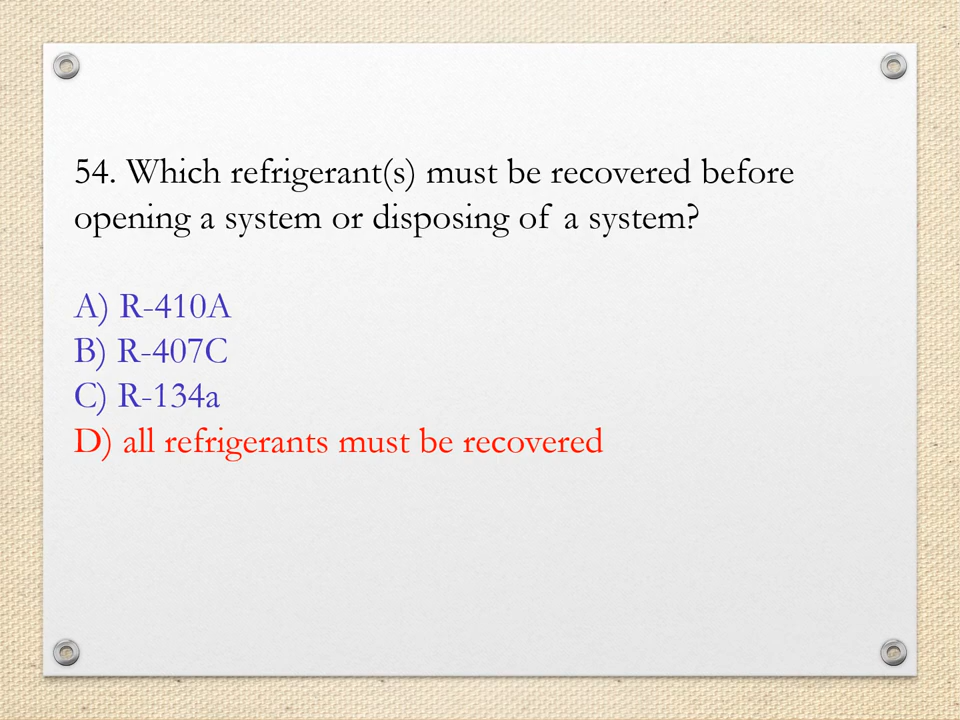 54. Which refrigerant(s) must be recovered before
opening a system or disposing of a system?
A) R-410A
B) R-407C
C) R-134a
D) all refrigerants must be recovered